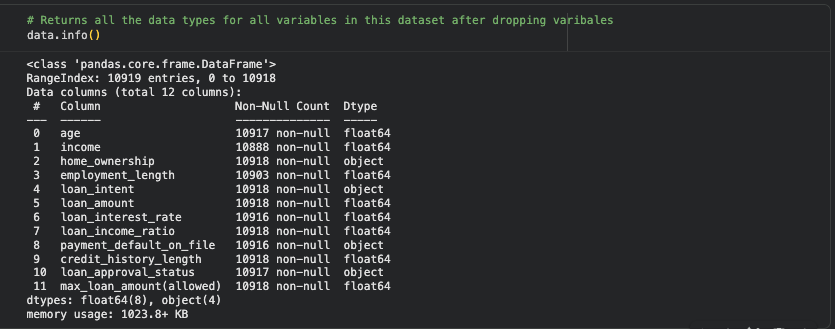 # Returns all the data types for all variables in this dataset after dropping varibales
data.info()
<class 'pandas.core.frame.DataFrame'>
RangeIndex: 10919 entries, 0 to 10918
Data columns (total 12 columns):
 #   Column                   Non-Null Count  Dtype
---  ------                   --------------  -----
 0   age                      10917 non-null  float64
 1   income                   10888 non-null  float64
 2   home_ownership           10918 non-null  object
 3   employment_length        10903 non-null  float64
 4   loan_intent              10918 non-null  object
 5   loan_amount              10918 non-null  float64
 6   loan_interest_rate       10916 non-null  float64
 7   loan_income_ratio        10918 non-null  float64
 8   payment_default_on_file  10916 non-null  object
 9   credit_history_length    10918 non-null  float64
 10  loan_approval_status     10917 non-null  object
 11  max_loan_amount(allowed) 10918 non-null  float64
dtypes: float64(8), object(4)
memory usage: 1023.8+ KB